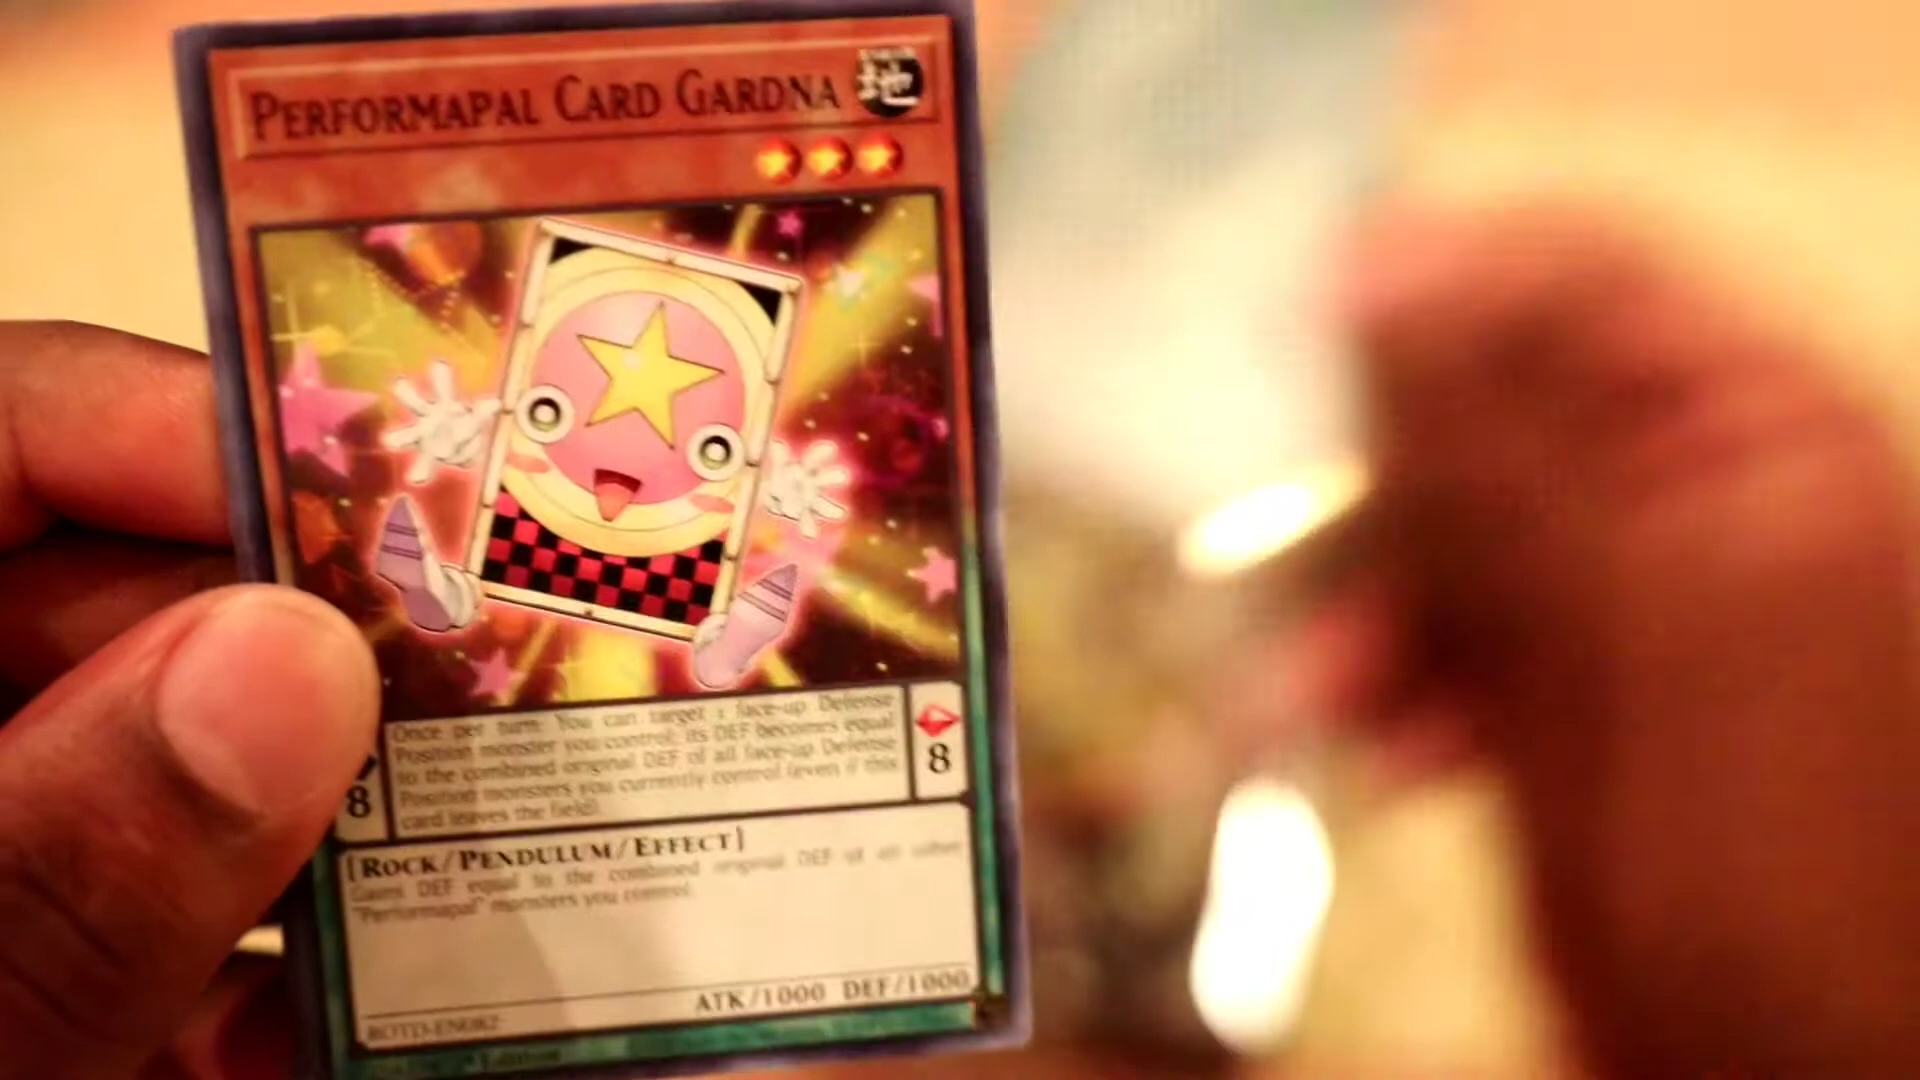 PERFORMAPAL CARD GARDNA
Once per turn: You can target 1 face-up Defense
Position monster you control; its DEF becomes equal
to the combined original DEF of all face-up Defense
Position monsters you currently control (even if this
card leaves the field).
8
8
[ROCK/PENDULUM/EFFECT]
Gains DEF equal to the combined original DEF of all other
"Performapal" monsters you control.
ATK/1000 DEF/1000
ROTD-EN082
Edition